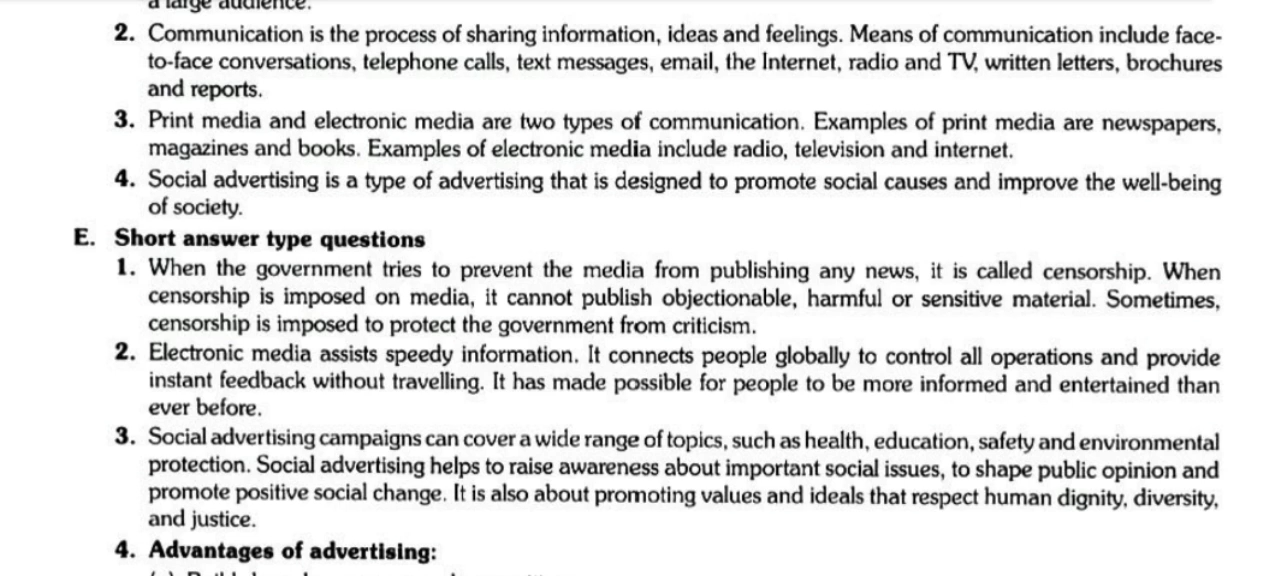 a large audience.
2. Communication is the process of sharing information, ideas and feelings. Means of communication include face-
to-face conversations, telephone calls, text messages, email, the Internet, radio and TV, written letters, brochures
and reports.
3. Print media and electronic media are two types of communication. Examples of print media are newspapers,
magazines and books. Examples of electronic media include radio, television and internet.
4. Social advertising is a type of advertising that is designed to promote social causes and improve the well-being
of society.
E. Short answer type questions
1. When the government tries to prevent the media from publishing any news, it is called censorship. When
censorship is imposed on media, it cannot publish objectionable, harmful or sensitive material. Sometimes,
censorship is imposed to protect the government from criticism.
2. Electronic media assists speedy information. It connects people globally to control all operations and provide
instant feedback without travelling. It has made possible for people to be more informed and entertained than
ever before.
3. Social advertising campaigns can cover a wide range of topics, such as health, education, safety and environmental
protection. Social advertising helps to raise awareness about important social issues, to shape public opinion and
promote positive social change. It is also about promoting values and ideals that respect human dignity, diversity,
and justice.
4. Advantages of advertising: